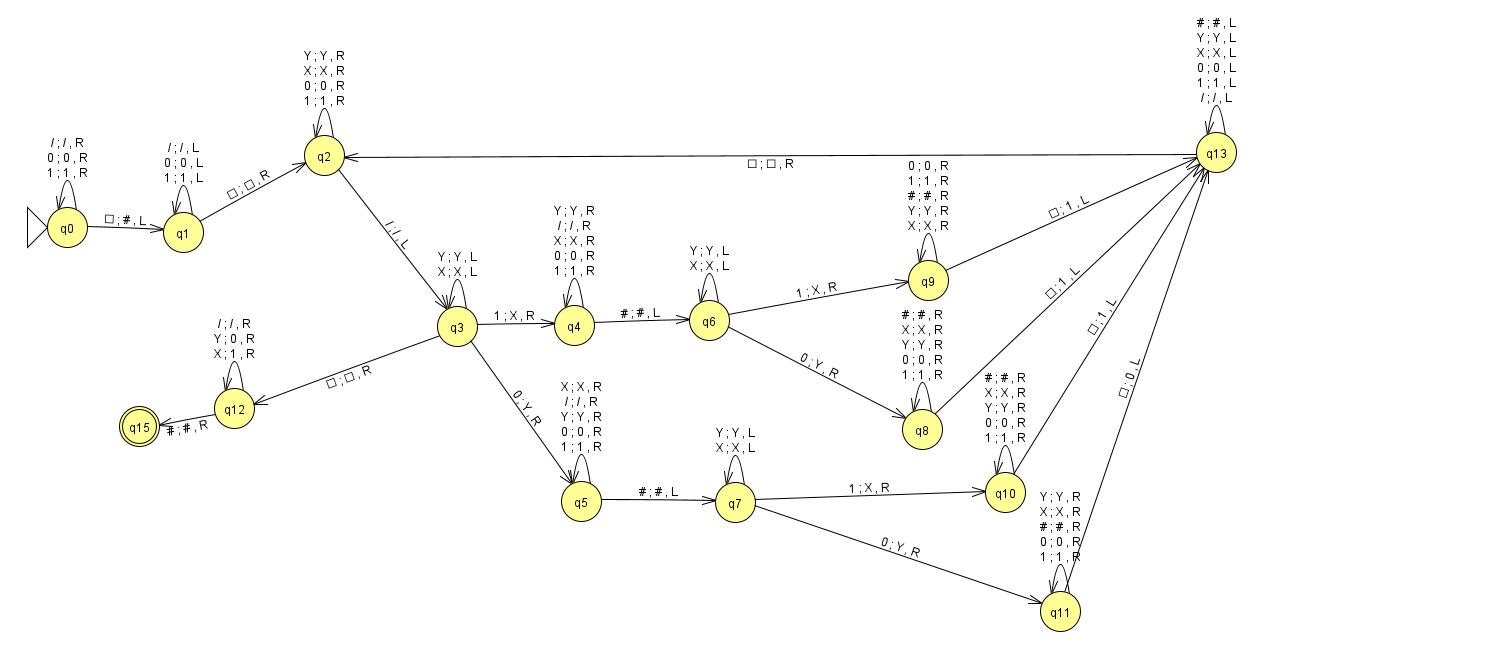 / ; / , R
0 ; 0 , R
1 ; 1 , R
q0
□ ; # , L
/ ; / , L
0 ; 0 , L
1 ; 1 , L
q1
□ ; □ , R
Y ; Y , R
X ; X , R
0 ; 0 , R
1 ; 1 , R
q2
/ ; / , L
□ ; □ , R
# ; # , L
Y ; Y , L
X ; X , L
0 ; 0 , L
1 ; 1 , L
/ ; / , L
q13
Y ; Y , L
X ; X , L
q3
1 ; X , R
Y ; Y , R
/ ; / , R
X ; X , R
0 ; 0 , R
1 ; 1 , R
q4
# ; # , L
Y ; Y , L
X ; X , L
q6
1 ; X , R
0 ; Y , R
0 ; 0 , R
1 ; 1 , R
# ; # , R
Y ; Y , R
X ; X , R
q9
□ ; 1 , L
# ; # , R
X ; X , R
Y ; Y , R
0 ; 0 , R
1 ; 1 , R
q8
□ ; 1 , L
/ ; / , R
Y ; 0 , R
X ; 1 , R
q12
□ ; □ , R
# ; # , R
q15
0 ; Y , R
X ; X , R
/ ; / , R
Y ; Y , R
0 ; 0 , R
1 ; 1 , R
q5
# ; # , L
Y ; Y , L
X ; X , L
q7
1 ; X , R
0 ; Y , R
# ; # , R
X ; X , R
Y ; Y , R
0 ; 0 , R
1 ; 1 , R
q10
□ ; 1 , L
Y ; Y , R
X ; X , R
# ; # , R
0 ; 0 , R
1 ; 1 , R
q11
□ ; 0 , L